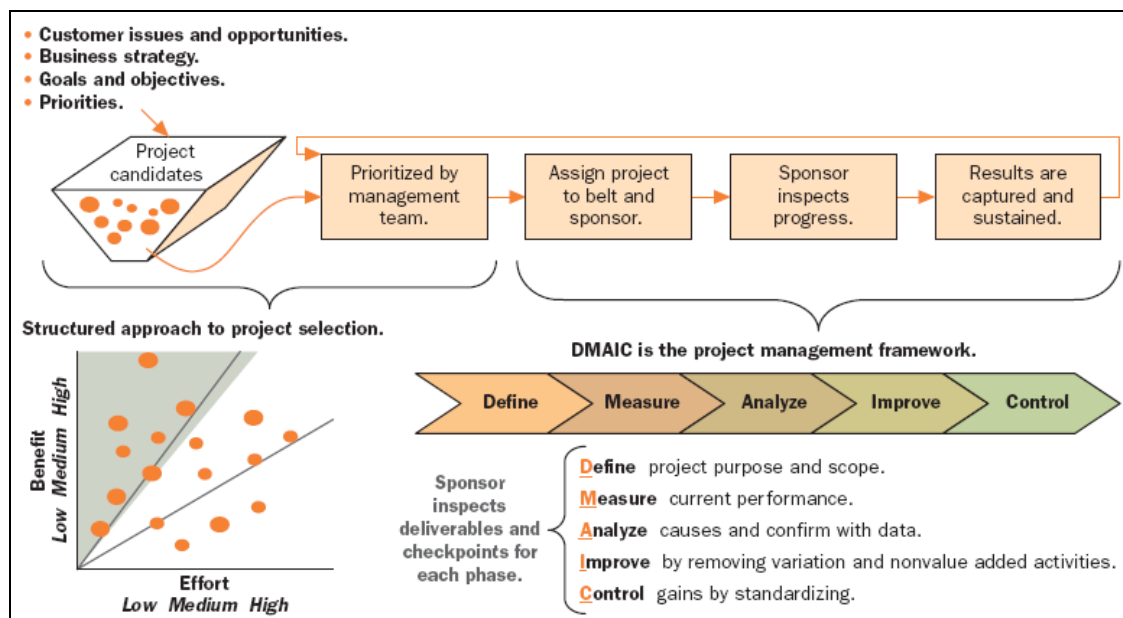 • Customer issues and opportunities.
• Business strategy.
• Goals and objectives.
• Priorities.
Project
candidates
Prioritized by
management
team.
Assign project
to belt and
sponsor.
Sponsor
inspects
progress.
Results are
captured and
sustained.
Structured approach to project selection.
Benefit
Low Medium High
Effort
Low Medium High
DMAIC is the project management framework.
Define
Measure
Analyze
Improve
Control
Sponsor
inspects
deliverables and
checkpoints for
each phase.
Define project purpose and scope.
Measure current performance.
Analyze causes and confirm with data.
Improve by removing variation and nonvalue added activities.
Control gains by standardizing.